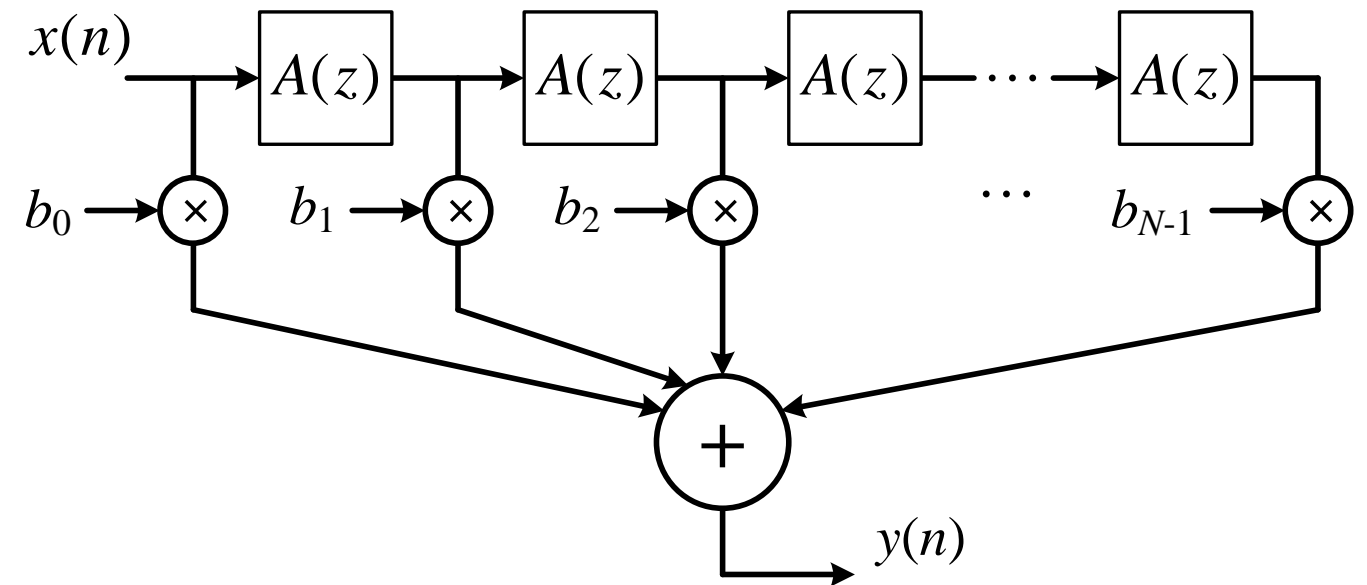 x(n)
A(z) A(z) A(z) ··· A(z)
b0 × b1 × b2 × ··· bN-1 ×
+
y(n)